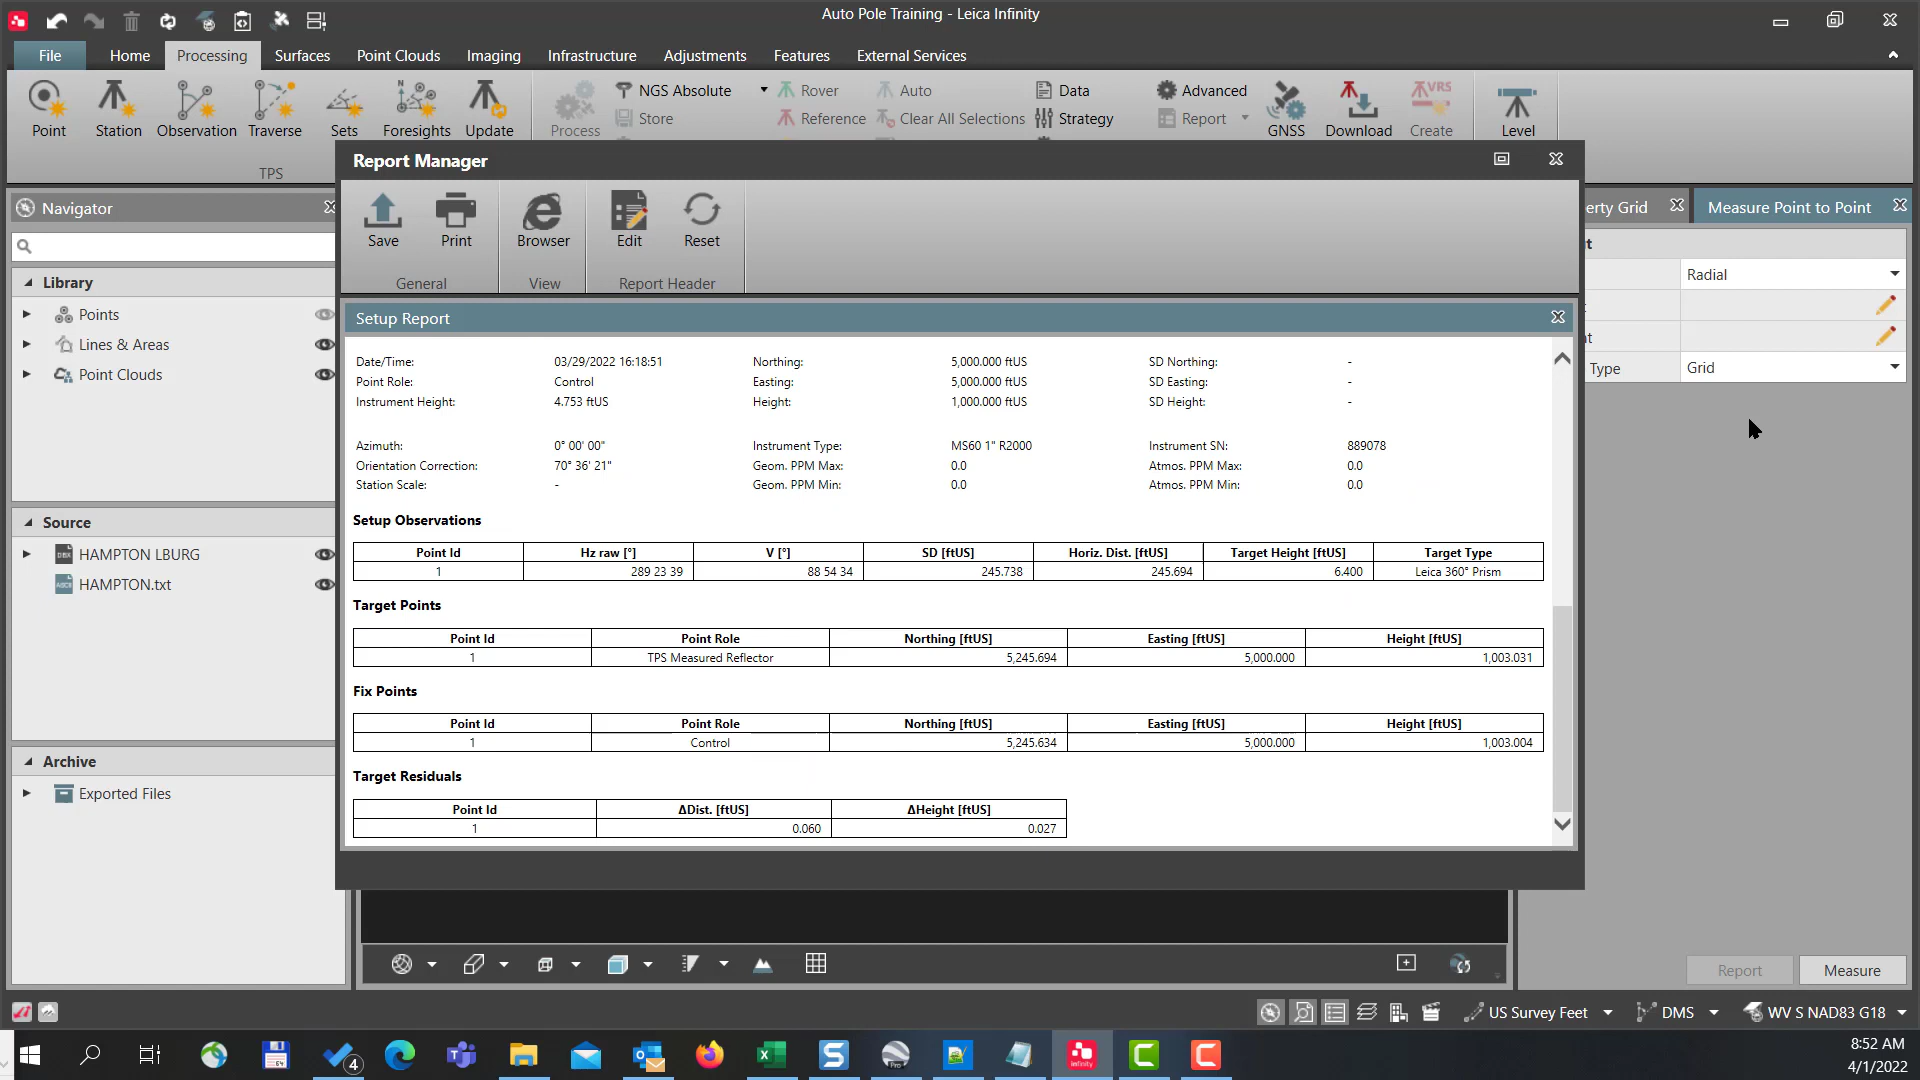 Auto Pole Training - Leica Infinity
File Home Processing Surfaces Point Clouds Imaging Infrastructure Adjustments Features External Services
NGS Absolute Rover Auto Data Advanced
Store Reference Clear All Selections Strategy Report
Point Station Observation Traverse Sets Foresights Update Process GNSS Download Create Level
VRS
TPS
Report Manager
Save Print Browser Edit Reset
General View Report Header
Navigator
Library
Points
Lines & Areas
Point Clouds
Source
HAMPTON LBURG
HAMPTON.txt
Archive
Exported Files
Setup Report
Date/Time: 03/29/2022 16:18:51 Northing: 5,000.000 ftUS SD Northing: -
Point Role: Control Easting: 5,000.000 ftUS SD Easting: -
Instrument Height: 4.753 ftUS Height: 1,000.000 ftUS SD Height: -
Azimuth: 0° 00' 00" Instrument Type: MS60 1" R2000 Instrument SN: 889078
Orientation Correction: 70° 36' 21" Geom. PPM Max: 0.0 Atmos. PPM Max: 0.0
Station Scale: - Geom. PPM Min: 0.0 Atmos. PPM Min: 0.0
Setup Observations
Point Id Hz raw [°] V [°] SD [ftUS] Horiz. Dist. [ftUS] Target Height [ftUS] Target Type
1 289 23 39 88 54 34 245.738 245.694 6.400 Leica 360° Prism
Target Points
Point Id Point Role Northing [ftUS] Easting [ftUS] Height [ftUS]
1 TPS Measured Reflector 5,245.694 5,000.000 1,003.031
Fix Points
Point Id Point Role Northing [ftUS] Easting [ftUS] Height [ftUS]
1 Control 5,245.634 5,000.000 1,003.004
Target Residuals
Point Id ΔDist. [ftUS] ΔHeight [ftUS]
1 0.060 0.027
erty Grid Measure Point to Point
t
Radial
t
nt
Type Grid
Report Measure
US Survey Feet DMS WV S NAD83 G18
4
8:52 AM
4/1/2022